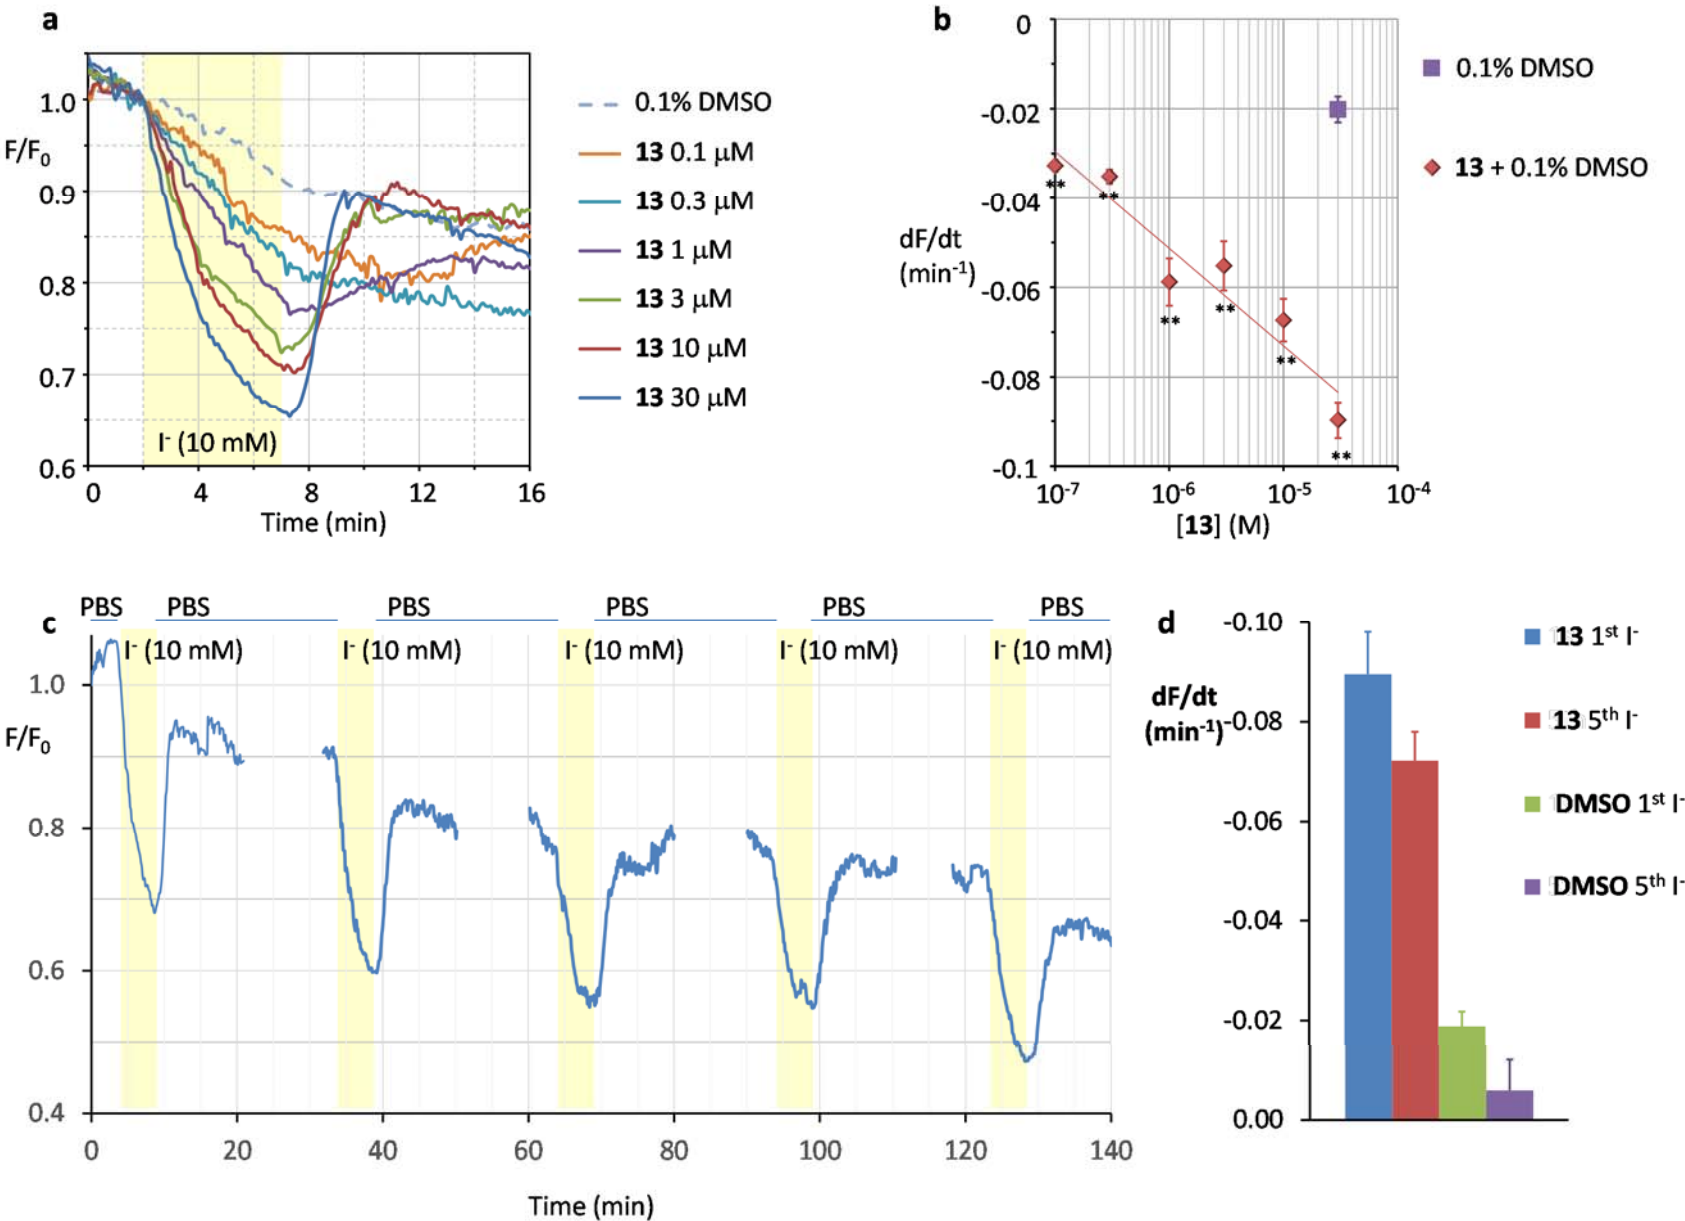 a
1.0
F/F0
0.9
0.8
0.7
0.6
I- (10 mM)
0 4 8 12 16
Time (min)
0.1% DMSO
13 0.1 μM
13 0.3 μM
13 1 μM
13 3 μM
13 10 μM
13 30 μM
b
0
-0.02
-0.04
dF/dt
(min-1)
-0.06
-0.08
-0.1
** ** ** ** ** **
10-7 10-6 10-5 10-4
[13] (M)
0.1% DMSO
13 + 0.1% DMSO
c
PBS PBS PBS PBS PBS PBS
I- (10 mM) I- (10 mM) I- (10 mM) I- (10 mM) I- (10 mM)
1.0
F/F0
0.8
0.6
0.4
0 20 40 60 80 100 120 140
Time (min)
d
-0.10
dF/dt
(min-1)
-0.08
-0.06
-0.04
-0.02
0.00
13 1st I-
13 5th I-
DMSO 1st I-
DMSO 5th I-